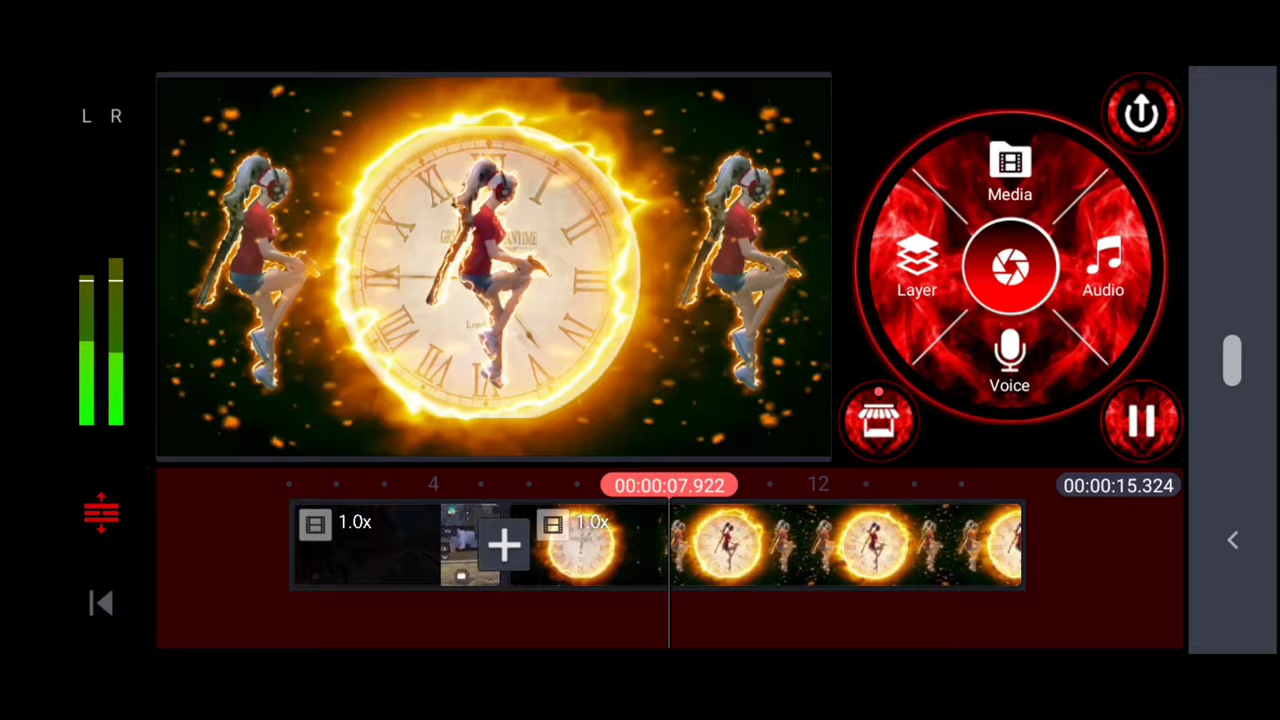 L R
Media
Layer
Audio
Voice
4
00:00:07.922
12
00:00:15.324
1.0x
1.0x